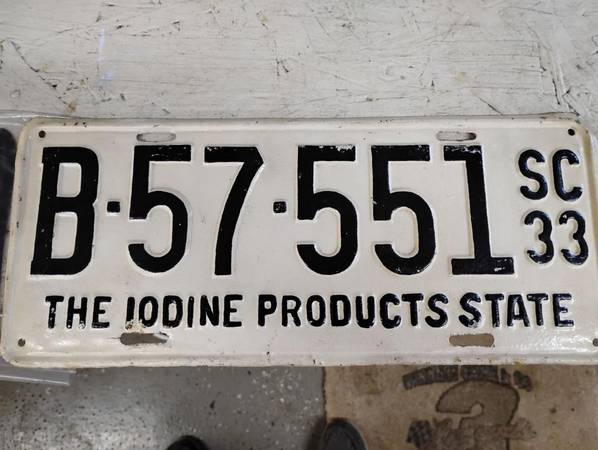 B-57-551 SC 33
THE IODINE PRODUCTS STATE